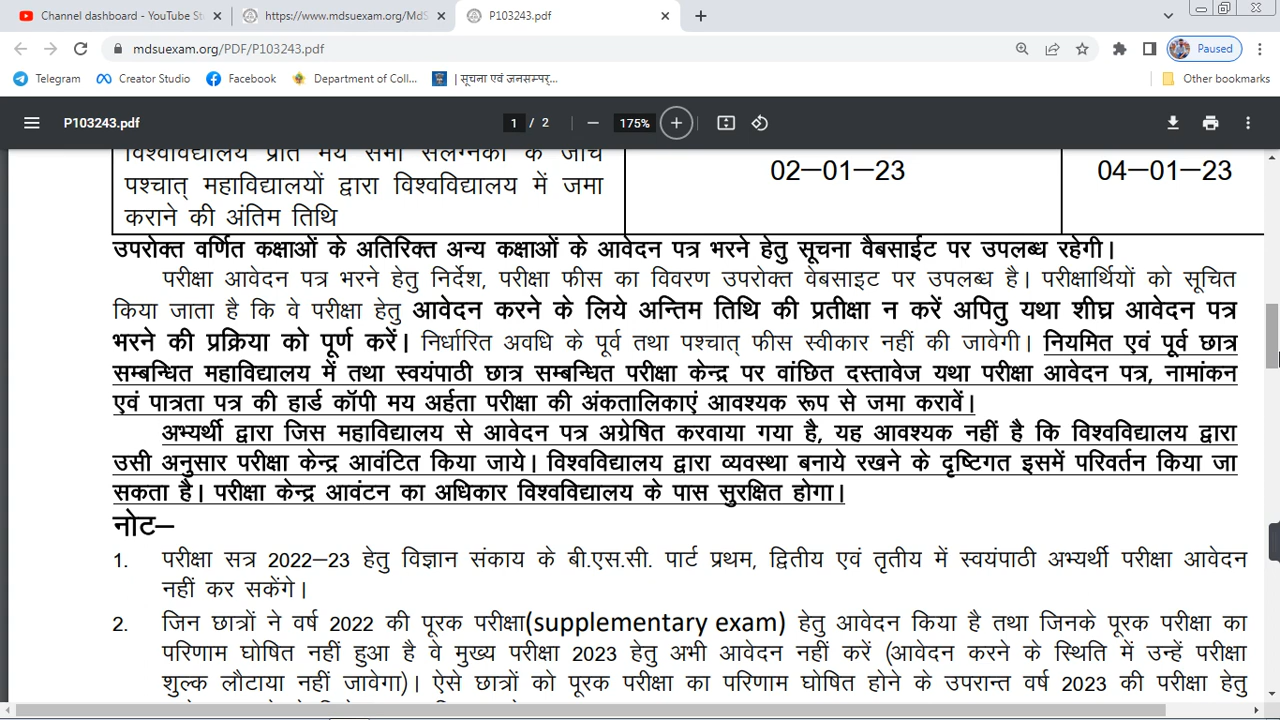 Channel dashboard - YouTube St
https://www.mdsuexam.org/MdS
P103243.pdf
mdsuexam.org/PDF/P103243.pdf
Paused
Telegram
Creator Studio
Facebook
Department of Coll...
| सूचना एवं जनसम्पर्...
Other bookmarks
P103243.pdf
1 / 2
175%
विश्वविद्यालय प्रति मय सभी संलग्नको के जांच
पश्चात् महाविद्यालयों द्वारा विश्वविद्यालय में जमा
कराने की अंतिम तिथि
02–01–23
04–01–23
उपरोक्त वर्णित कक्षाओं के अतिरिक्त अन्य कक्षाओं के आवेदन पत्र भरने हेतु सूचना वैबसाईट पर उपलब्ध रहेगी।
परीक्षा आवेदन पत्र भरने हेतु निर्देश, परीक्षा फीस का विवरण उपरोक्त वेबसाइट पर उपलब्ध है। परीक्षार्थियों को सूचित
किया जाता है कि वे परीक्षा हेतु आवेदन करने के लिये अन्तिम तिथि की प्रतीक्षा न करें अपितु यथा शीघ्र आवेदन पत्र
भरने की प्रक्रिया को पूर्ण करें। निर्धारित अवधि के पूर्व तथा पश्चात् फीस स्वीकार नहीं की जावेगी। नियमित एवं पूर्व छात्र
सम्बन्धित महाविद्यालय में तथा स्वयंपाठी छात्र सम्बन्धित परीक्षा केन्द्र पर वांछित दस्तावेज यथा परीक्षा आवेदन पत्र, नामांकन
एवं पात्रता पत्र की हार्ड कॉपी मय अर्हता परीक्षा की अंकतालिकाएं आवश्यक रूप से जमा करावें।
अभ्यर्थी द्वारा जिस महाविद्यालय से आवेदन पत्र अग्रेषित करवाया गया है, यह आवश्यक नहीं है कि विश्वविद्यालय द्वारा
उसी अनुसार परीक्षा केन्द्र आवंटित किया जाये। विश्वविद्यालय द्वारा व्यवस्था बनाये रखने के दृष्टिगत इसमें परिवर्तन किया जा
सकता है। परीक्षा केन्द्र आवंटन का अधिकार विश्वविद्यालय के पास सुरक्षित होगा।
नोट–
1. परीक्षा सत्र 2022–23 हेतु विज्ञान संकाय के बी.एस.सी. पार्ट प्रथम, द्वितीय एवं तृतीय में स्वयंपाठी अभ्यर्थी परीक्षा आवेदन
नहीं कर सकेंगे।
2. जिन छात्रों ने वर्ष 2022 की पूरक परीक्षा(supplementary exam) हेतु आवेदन किया है तथा जिनके पूरक परीक्षा का
परिणाम घोषित नहीं हुआ है वे मुख्य परीक्षा 2023 हेतु अभी आवेदन नहीं करें (आवेदन करने के स्थिति में उन्हें परीक्षा
शुल्क लौटाया नहीं जावेगा)। ऐसे छात्रों को पूरक परीक्षा का परिणाम घोषित होने के उपरान्त वर्ष 2023 की परीक्षा हेतु